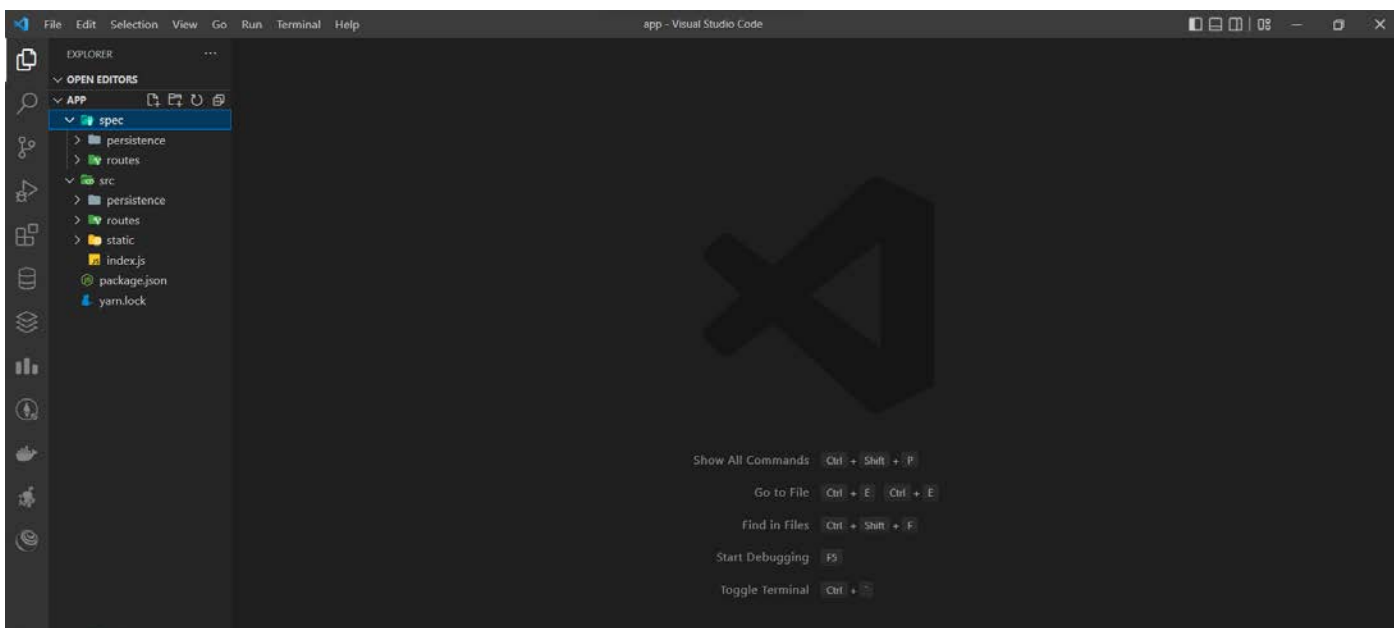 File Edit Selection View Go Run Terminal Help
app - Visual Studio Code
EXPLORER
OPEN EDITORS
APP
spec
persistence
routes
src
persistence
routes
static
index.js
package.json
yarn.lock
Show All Commands Ctrl + Shift + P
Go to File Ctrl + E Ctrl + E
Find in Files Ctrl + Shift + F
Start Debugging F5
Toggle Terminal Ctrl + `